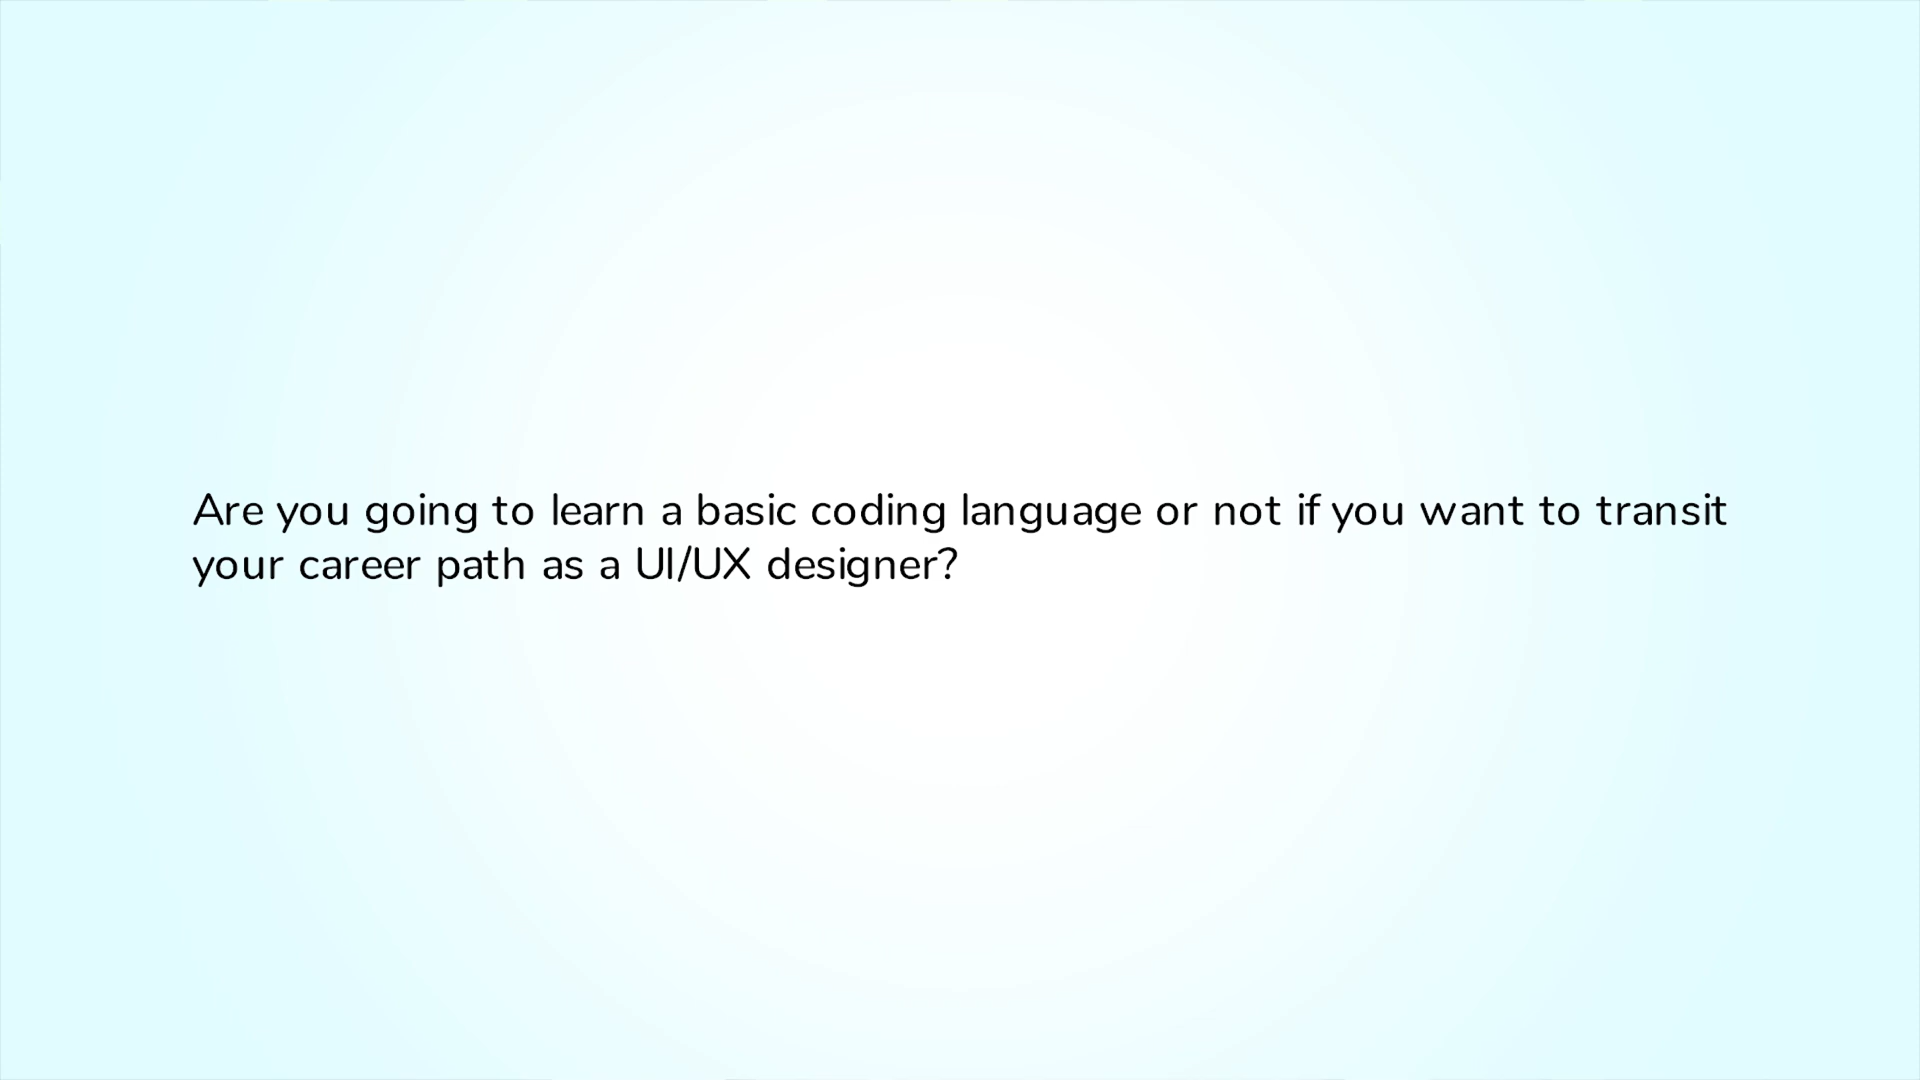 Are you going to learn a basic coding language or not if you want to transit
your career path as a UI/UX designer?